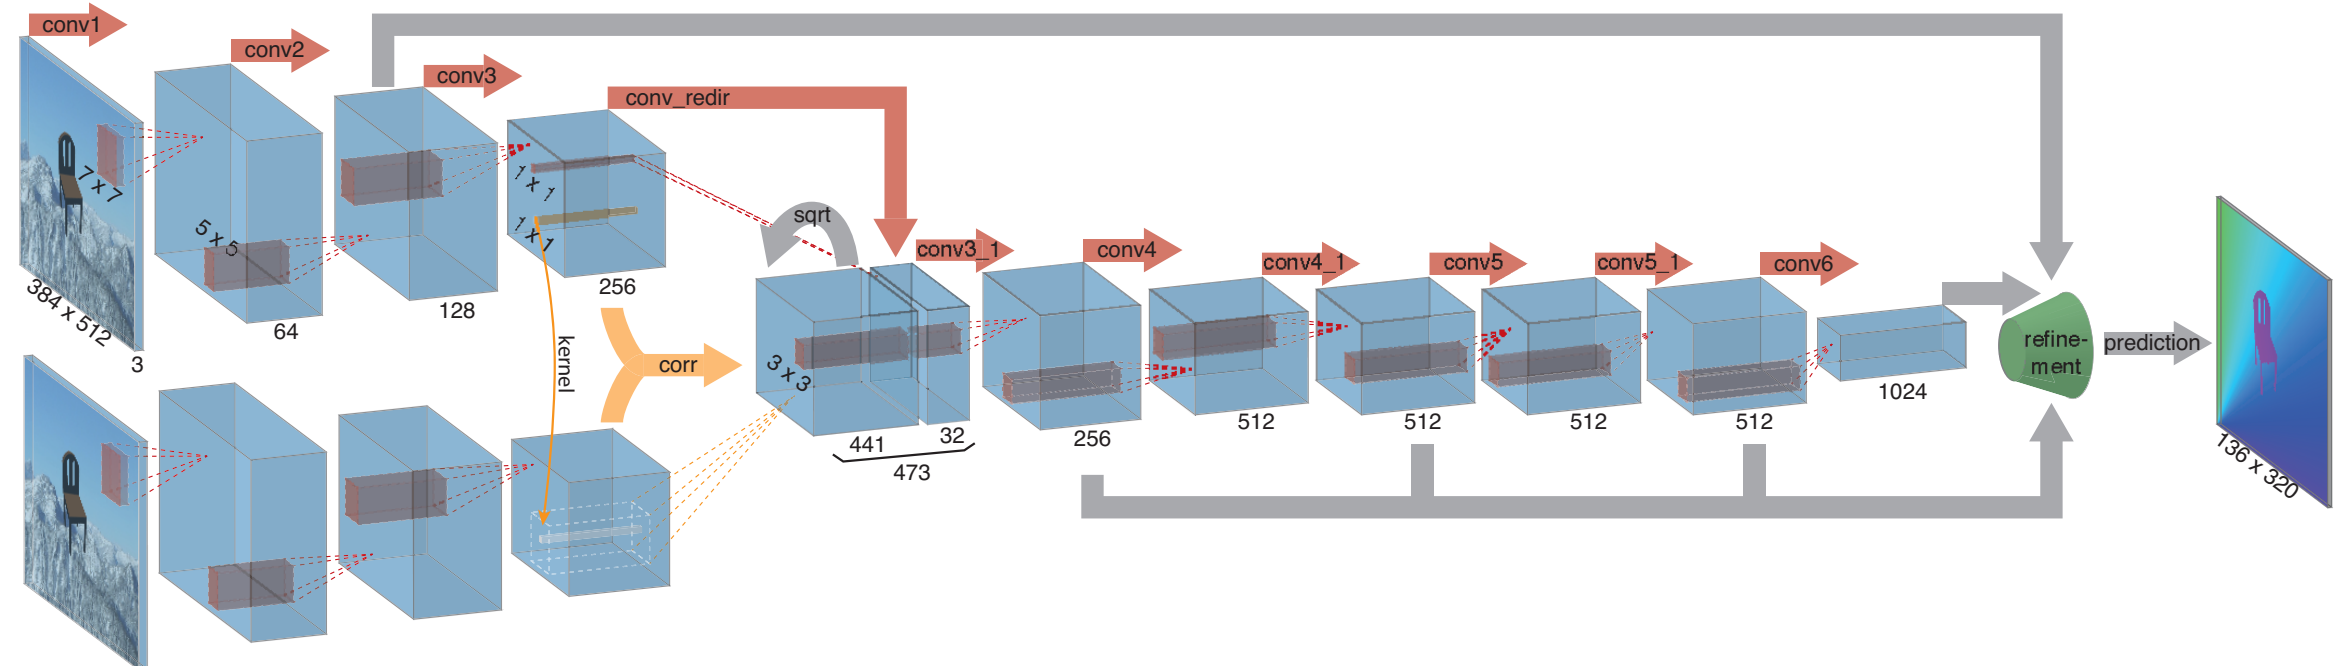 conv1
conv2
conv3
conv_redir
sqrt
conv3_1
conv4
conv4_1
conv5
conv5_1
conv6
7 x 7
5 x 5
1 x 1
1 x 1
3 x 3
384 x 512
3
64
128
256
kernel
corr
441
32
473
256
512
512
512
512
1024
refine-
ment
prediction
136 x 320